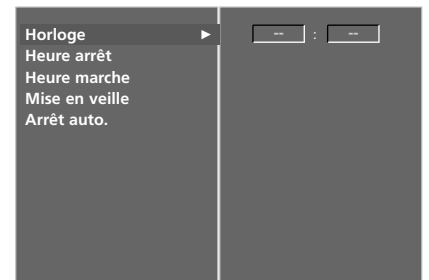 Horloge ► -- : --
Heure arrêt
Heure marche
Mise en veille
Arrêt auto.